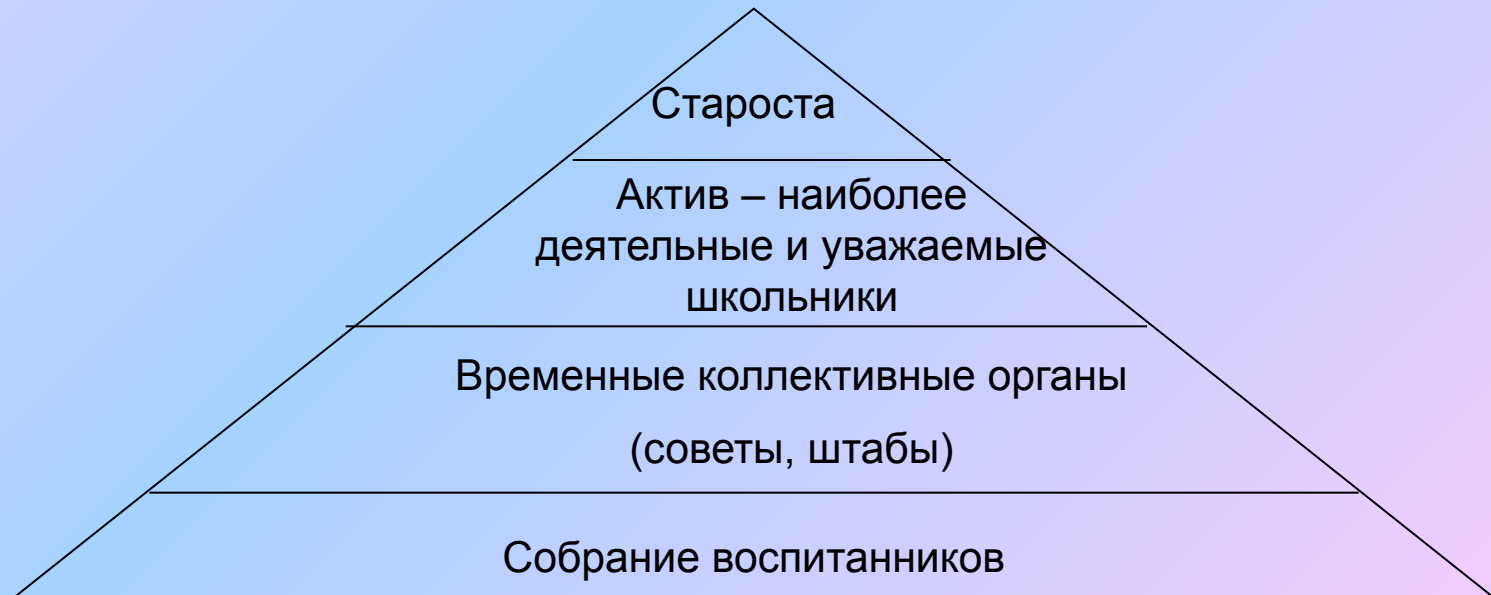 Староста
Актив – наиболее
деятельные и уважаемые
школьники
Временные коллективные органы
(советы, штабы)
Собрание воспитанников